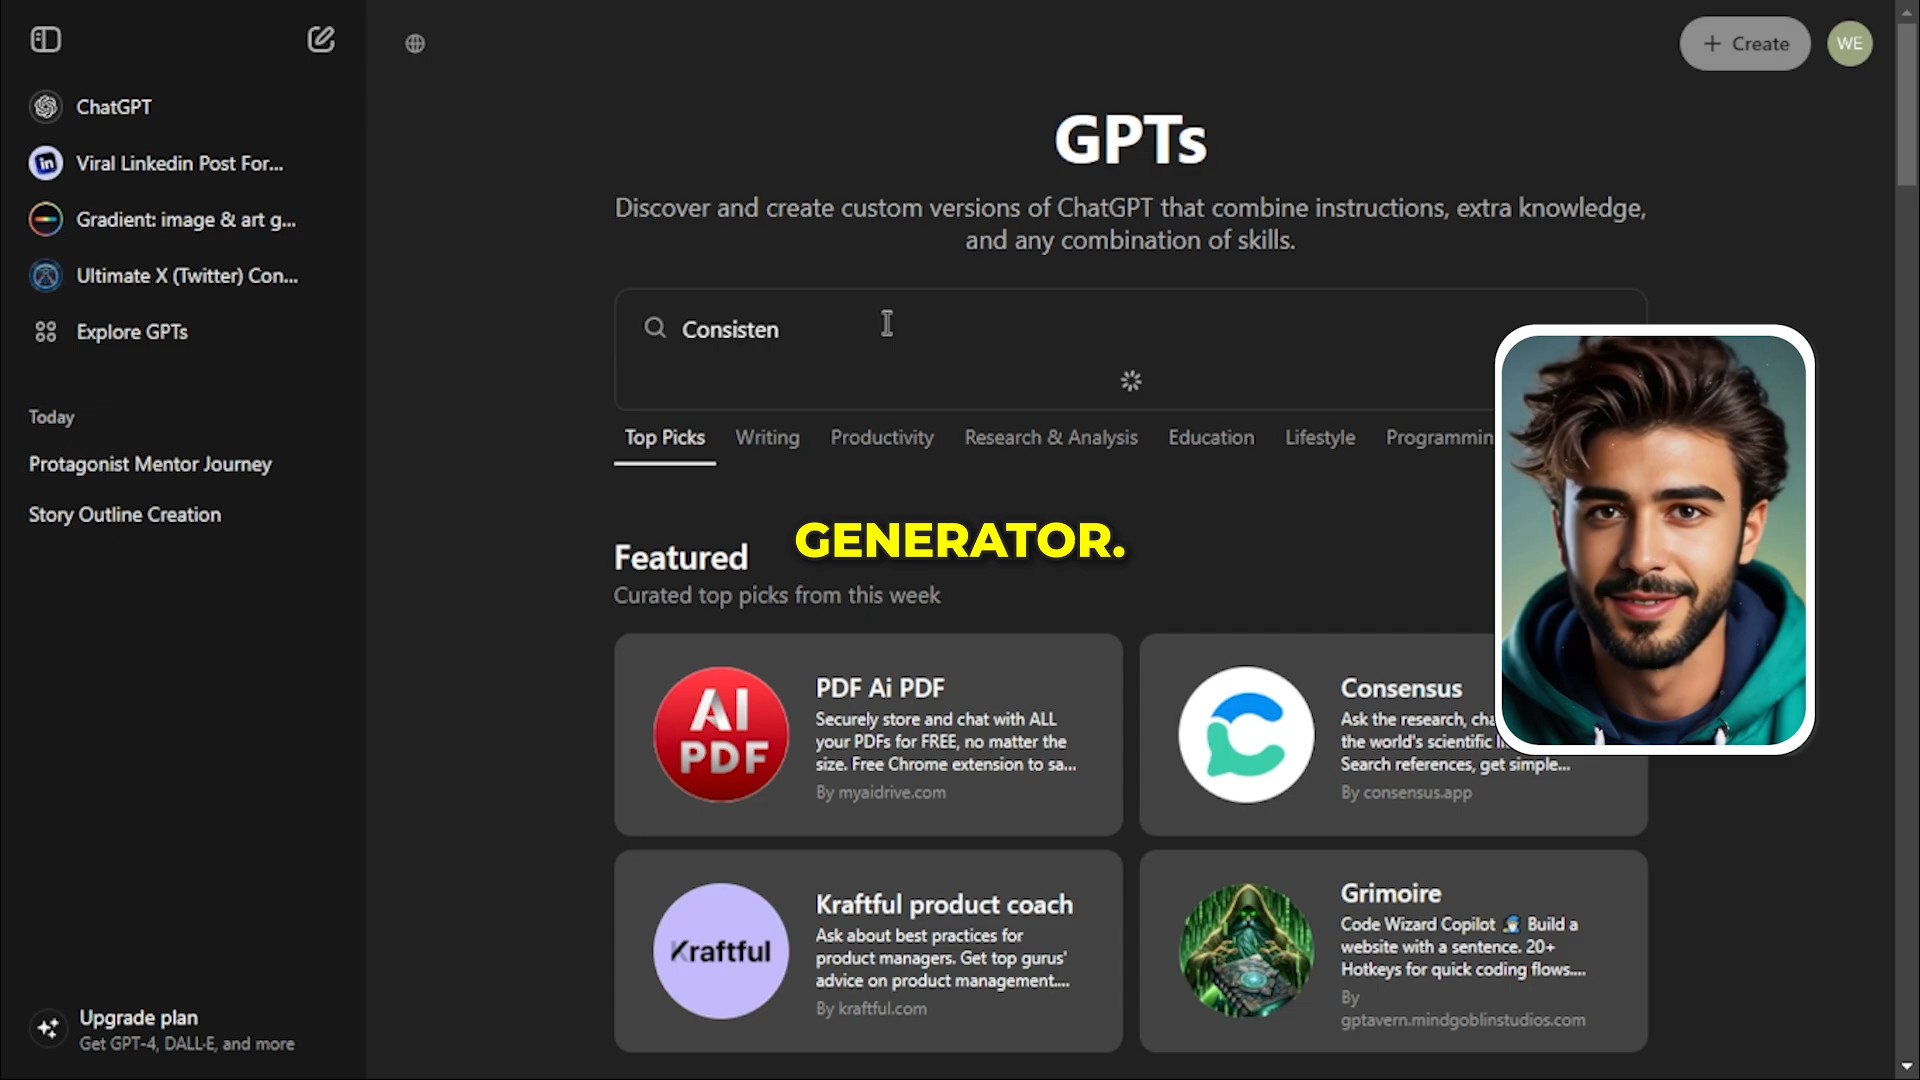 ChatGPT
Viral Linkedin Post For...
Gradient: image & art g...
Ultimate X (Twitter) Con...
Explore GPTs
Today
Protagonist Mentor Journey
Story Outline Creation
Upgrade plan
Get GPT-4, DALL·E, and more
+ Create
WE
GPTs
Discover and create custom versions of ChatGPT that combine instructions, extra knowledge,
and any combination of skills.
Consisten
Top Picks Writing Productivity Research & Analysis Education Lifestyle Programmin
GENERATOR.
Featured
Curated top picks from this week
AI
PDF
PDF Ai PDF
Securely store and chat with ALL
your PDFs for FREE, no matter the
size. Free Chrome extension to sa...
By myaidrive.com
Consensus
Ask the research,
the world's scientific
Search references, get simple...
By consensus.app
Kraftful
Kraftful product coach
Ask about best practices for
product managers. Get top gurus'
advice on product management....
By kraftful.com
Grimoire
Code Wizard Copilot 🧙‍♂️ Build a
website with a sentence. 20+
Hotkeys for quick coding flows....
By
gptavern.mindgoblinstudios.com